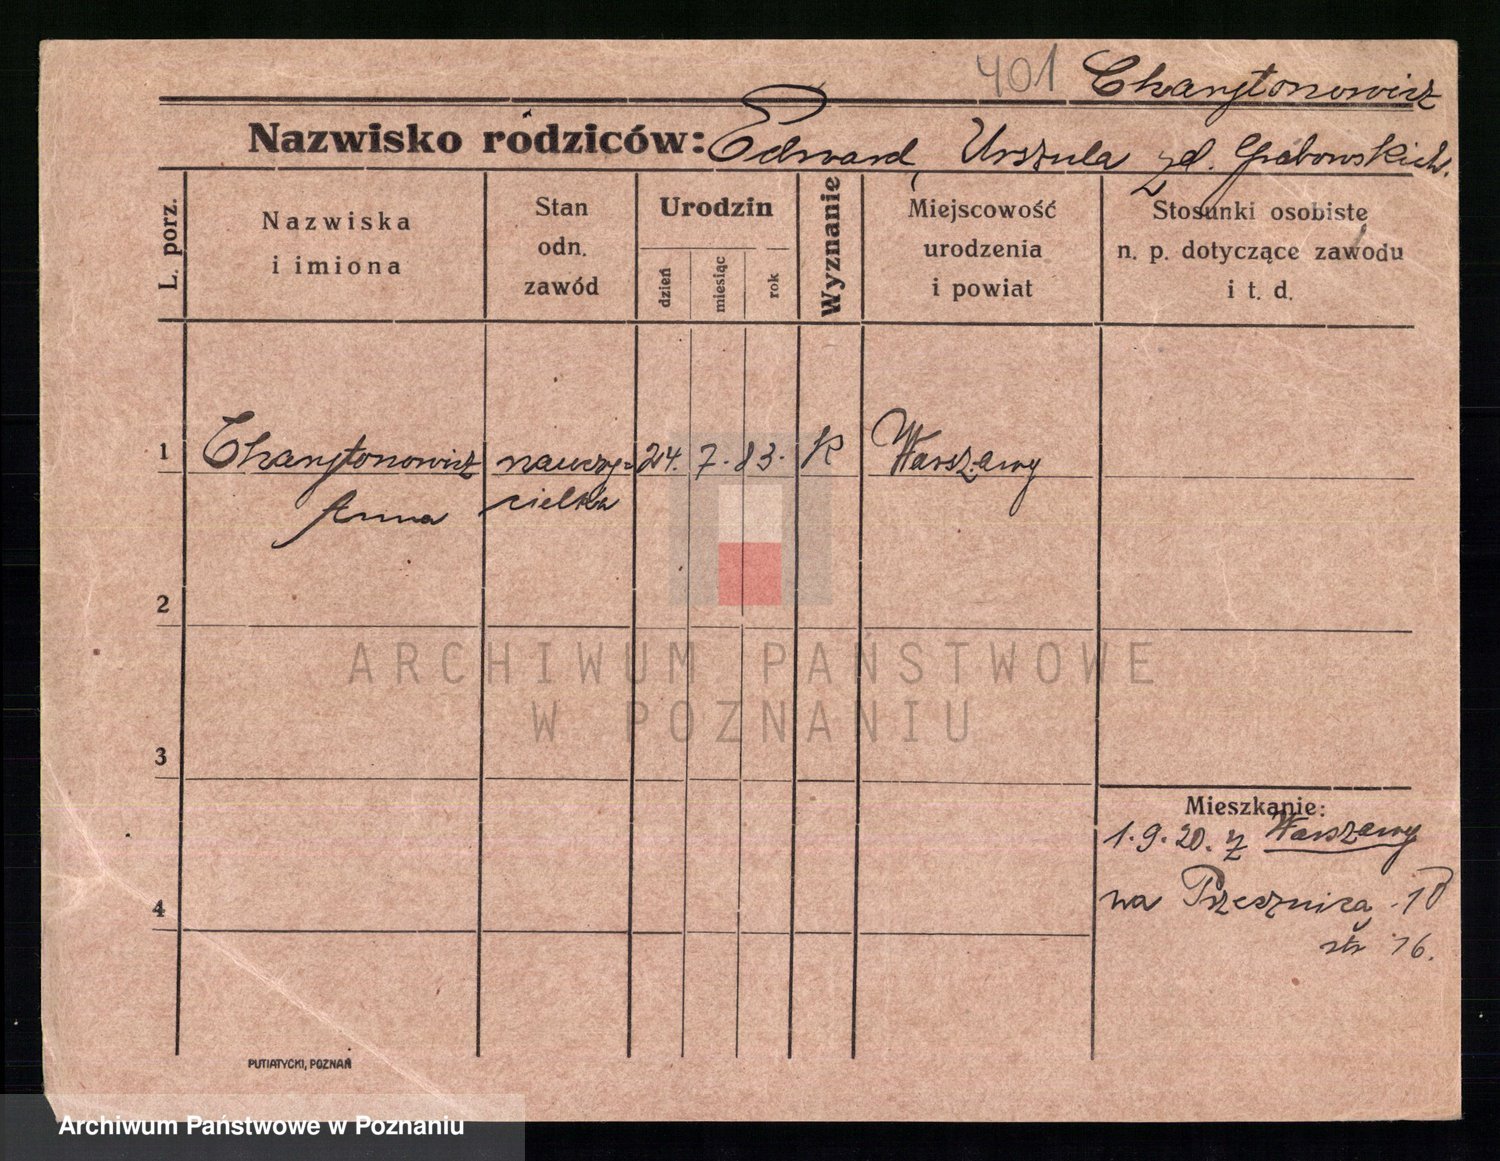 401 Charytonowicz
Nazwisko rodziców: Edward, Urszula zd. Grabowskich.
L. porz.
Nazwiska
i imiona
Stan
odn.
zawód
Urodzin
dzień
miesiąc
rok
Wyznanie
Miejscowość
urodzenia
i powiat
Stosunki osobiste
n. p. dotyczące zawodu
i t. d.
1 Charytonowicz nauczy= 24. 7. 83. K Warszawy
Anna cielka
2
ARCHIWUM PAŃSTWOWE
W POZNANIU
3
Mieszkanie:
1.9.20. z Warszawy
na Przecznica 10
4
str 16.
PUTIATYCKI, POZNAŃ
Archiwum Państwowe w Poznaniu